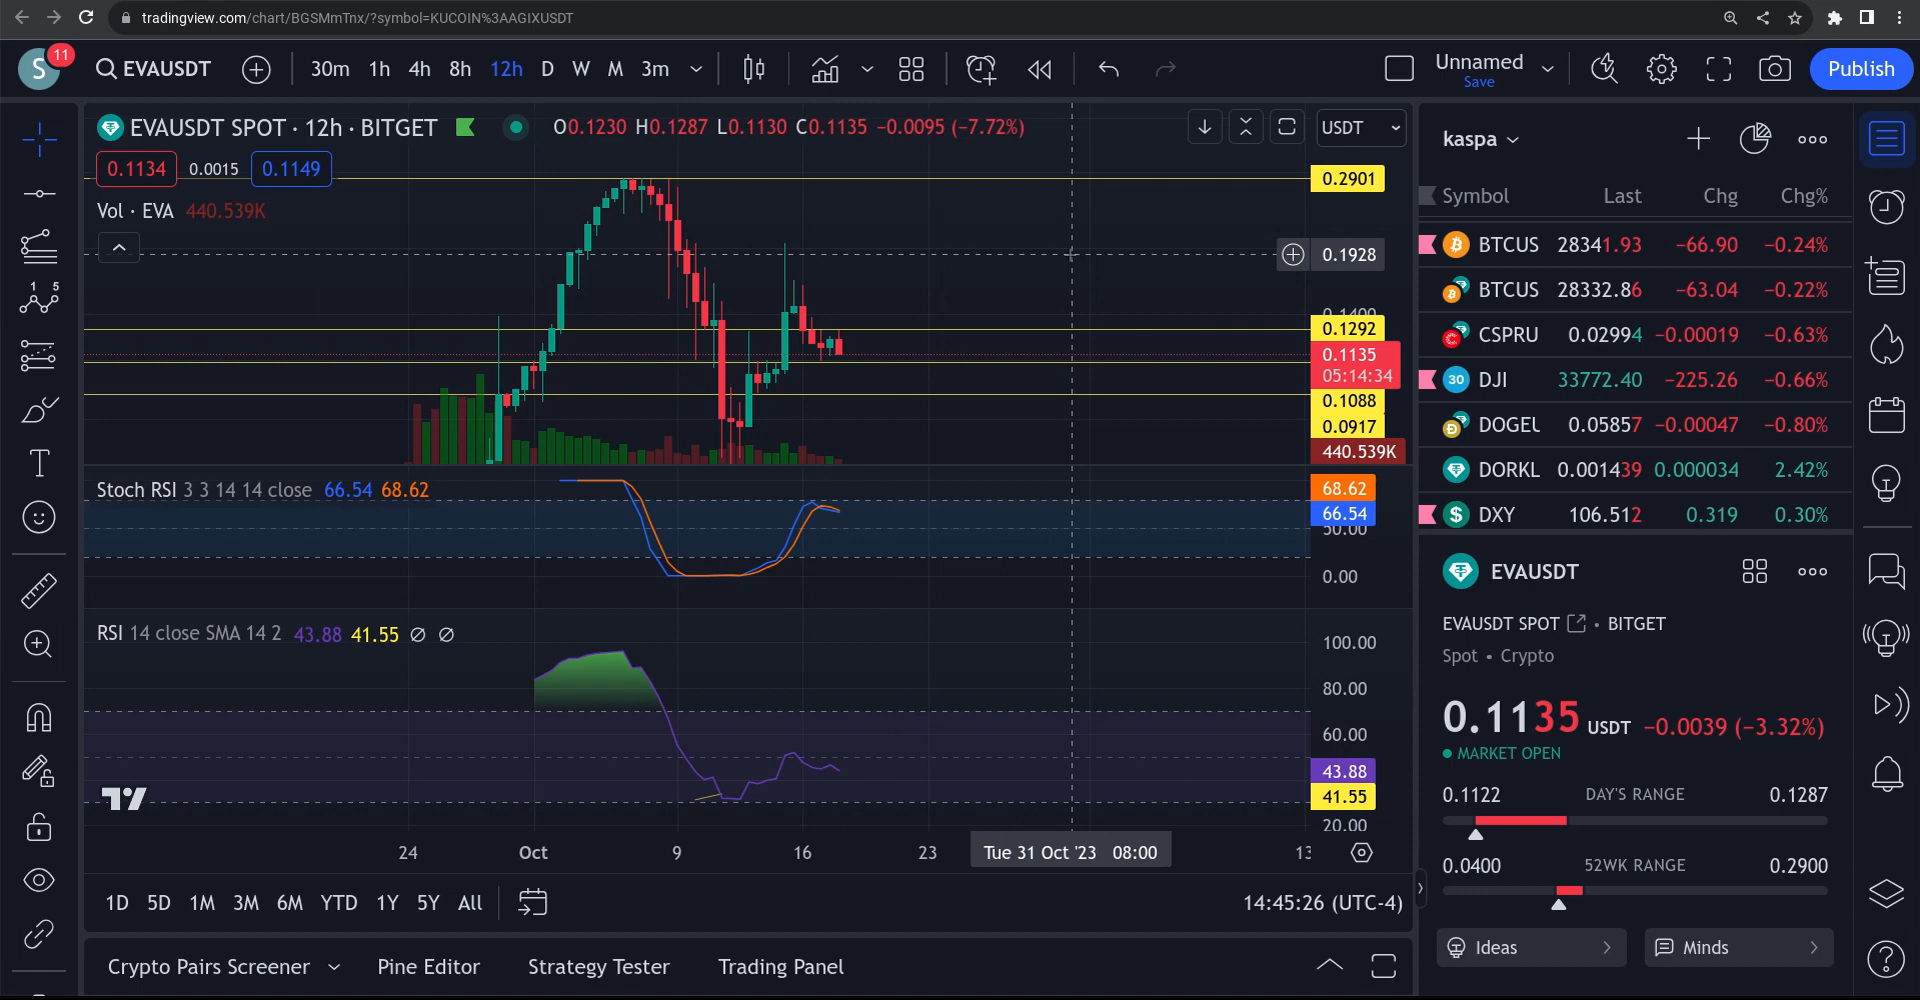 tradingview.com/chart/BGSMmTnx/?symbol=KUCOIN%3AAGIXUSDT
S 11 EVAUSDT 30m 1h 4h 8h 12h D W M 3m Unnamed Save Publish
EVAUSDT SPOT · 12h · BITGET O0.1230 H0.1287 L0.1130 C0.1135 −0.0095 (−7.72%) USDT
0.1134 0.0015 0.1149
Vol · EVA 440.539K
0.2901
0.1928
0.1292
0.1135
05:14:34
0.1088
0.0917
440.539K
Stoch RSI 3 3 14 14 close 66.54 68.62
68.62
66.54
0.00
RSI 14 close SMA 14 2 43.88 41.55 ∅ ∅
100.00
80.00
60.00
43.88
41.55
20.00
24 Oct 9 16 23 Tue 31 Oct '23 08:00
1D 5D 1M 3M 6M YTD 1Y 5Y All 14:45:26 (UTC-4)
Crypto Pairs Screener Pine Editor Strategy Tester Trading Panel
kaspa
Symbol Last Chg Chg%
BTCUS 28341.93 −66.90 −0.24%
BTCUS 28332.86 −63.04 −0.22%
CSPRU 0.02994 −0.00019 −0.63%
30 DJI 33772.40 −225.26 −0.66%
DOGEU 0.05857 −0.00047 −0.80%
DORKL 0.001439 0.000034 2.42%
DXY 106.512 0.319 0.30%
EVAUSDT
EVAUSDT SPOT • BITGET
Spot • Crypto
0.1135 USDT −0.0039 (−3.32%)
MARKET OPEN
0.1122 DAY'S RANGE 0.1287
0.0400 52WK RANGE 0.2900
Ideas Minds